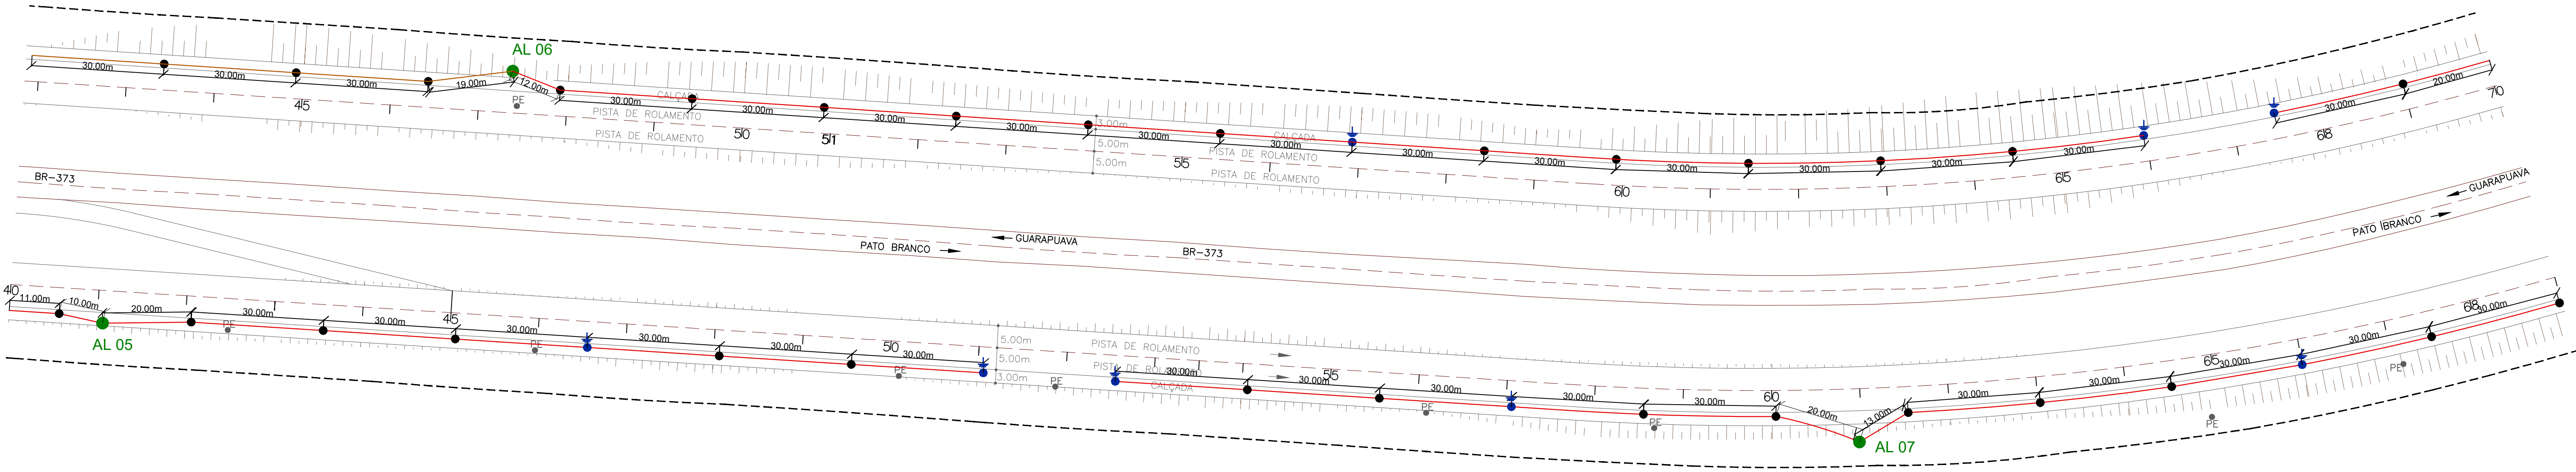 AL 06
30.00m
30.00m
30.00m
19.00m
12.00m
PE
45
CALÇADA
30.00m
30.00m
30.00m
30.00m
30.00m
30.00m
30.00m
30.00m
30.00m
30.00m
30.00m
30.00m
30.00m
20.00m
PISTA DE ROLAMENTO
PISTA DE ROLAMENTO
50
51
3.00m
5.00m
5.00m
CALÇADA
PISTA DE ROLAMENTO
PISTA DE ROLAMENTO
55
60
65
68
70
BR-373
GUARAPUAVA
PATO BRANCO
BR-373
GUARAPUAVA
PATO BRANCO
40
11.00m
10.00m
20.00m
30.00m
30.00m
30.00m
30.00m
30.00m
30.00m
AL 05
PE
45
PE
50
PE
5.00m
5.00m
3.00m
PE
PISTA DE ROLAMENTO
PISTA DE ROLAMENTO
CALÇADA
30.00m
30.00m
30.00m
30.00m
30.00m
20.00m
13.00m
30.00m
30.00m
30.00m
30.00m
30.00m
55
PE
PE
60
AL 07
65
PE
PE
68